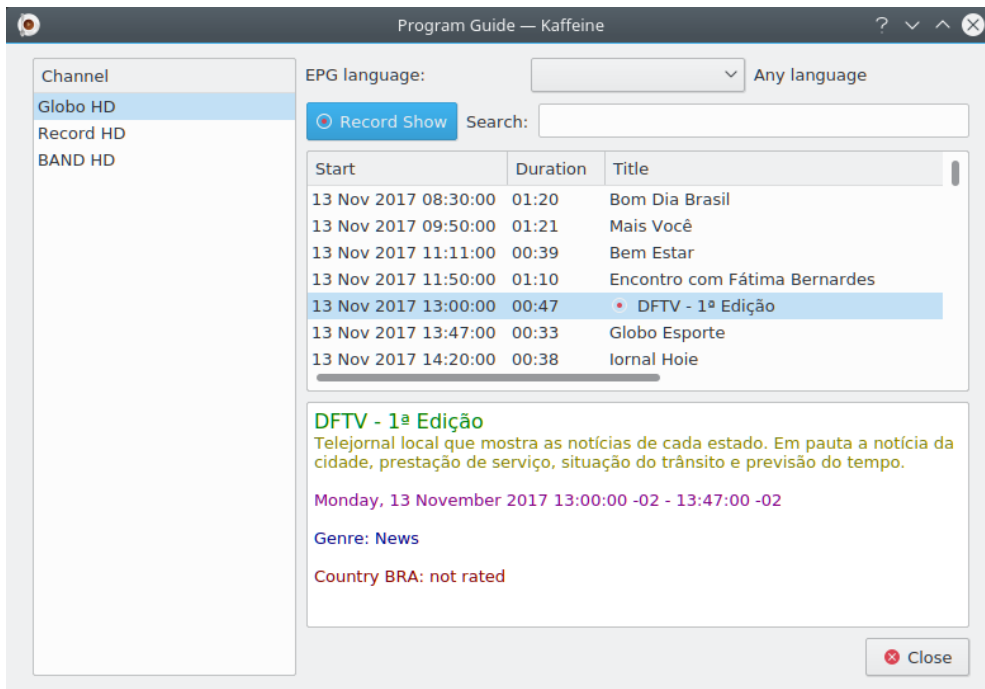 Program Guide — Kaffeine
Channel
Globo HD
Record HD
BAND HD
EPG language:
Any language
Record Show
Search:
Start Duration Title
13 Nov 2017 08:30:00 01:20 Bom Dia Brasil
13 Nov 2017 09:50:00 01:21 Mais Você
13 Nov 2017 11:11:00 00:39 Bem Estar
13 Nov 2017 11:50:00 01:10 Encontro com Fátima Bernardes
13 Nov 2017 13:00:00 00:47 DFTV - 1ª Edição
13 Nov 2017 13:47:00 00:33 Globo Esporte
13 Nov 2017 14:20:00 00:38 Jornal Hoje
DFTV - 1ª Edição
Telejornal local que mostra as notícias de cada estado. Em pauta a notícia da
cidade, prestação de serviço, situação do trânsito e previsão do tempo.
Monday, 13 November 2017 13:00:00 -02 - 13:47:00 -02
Genre: News
Country BRA: not rated
Close